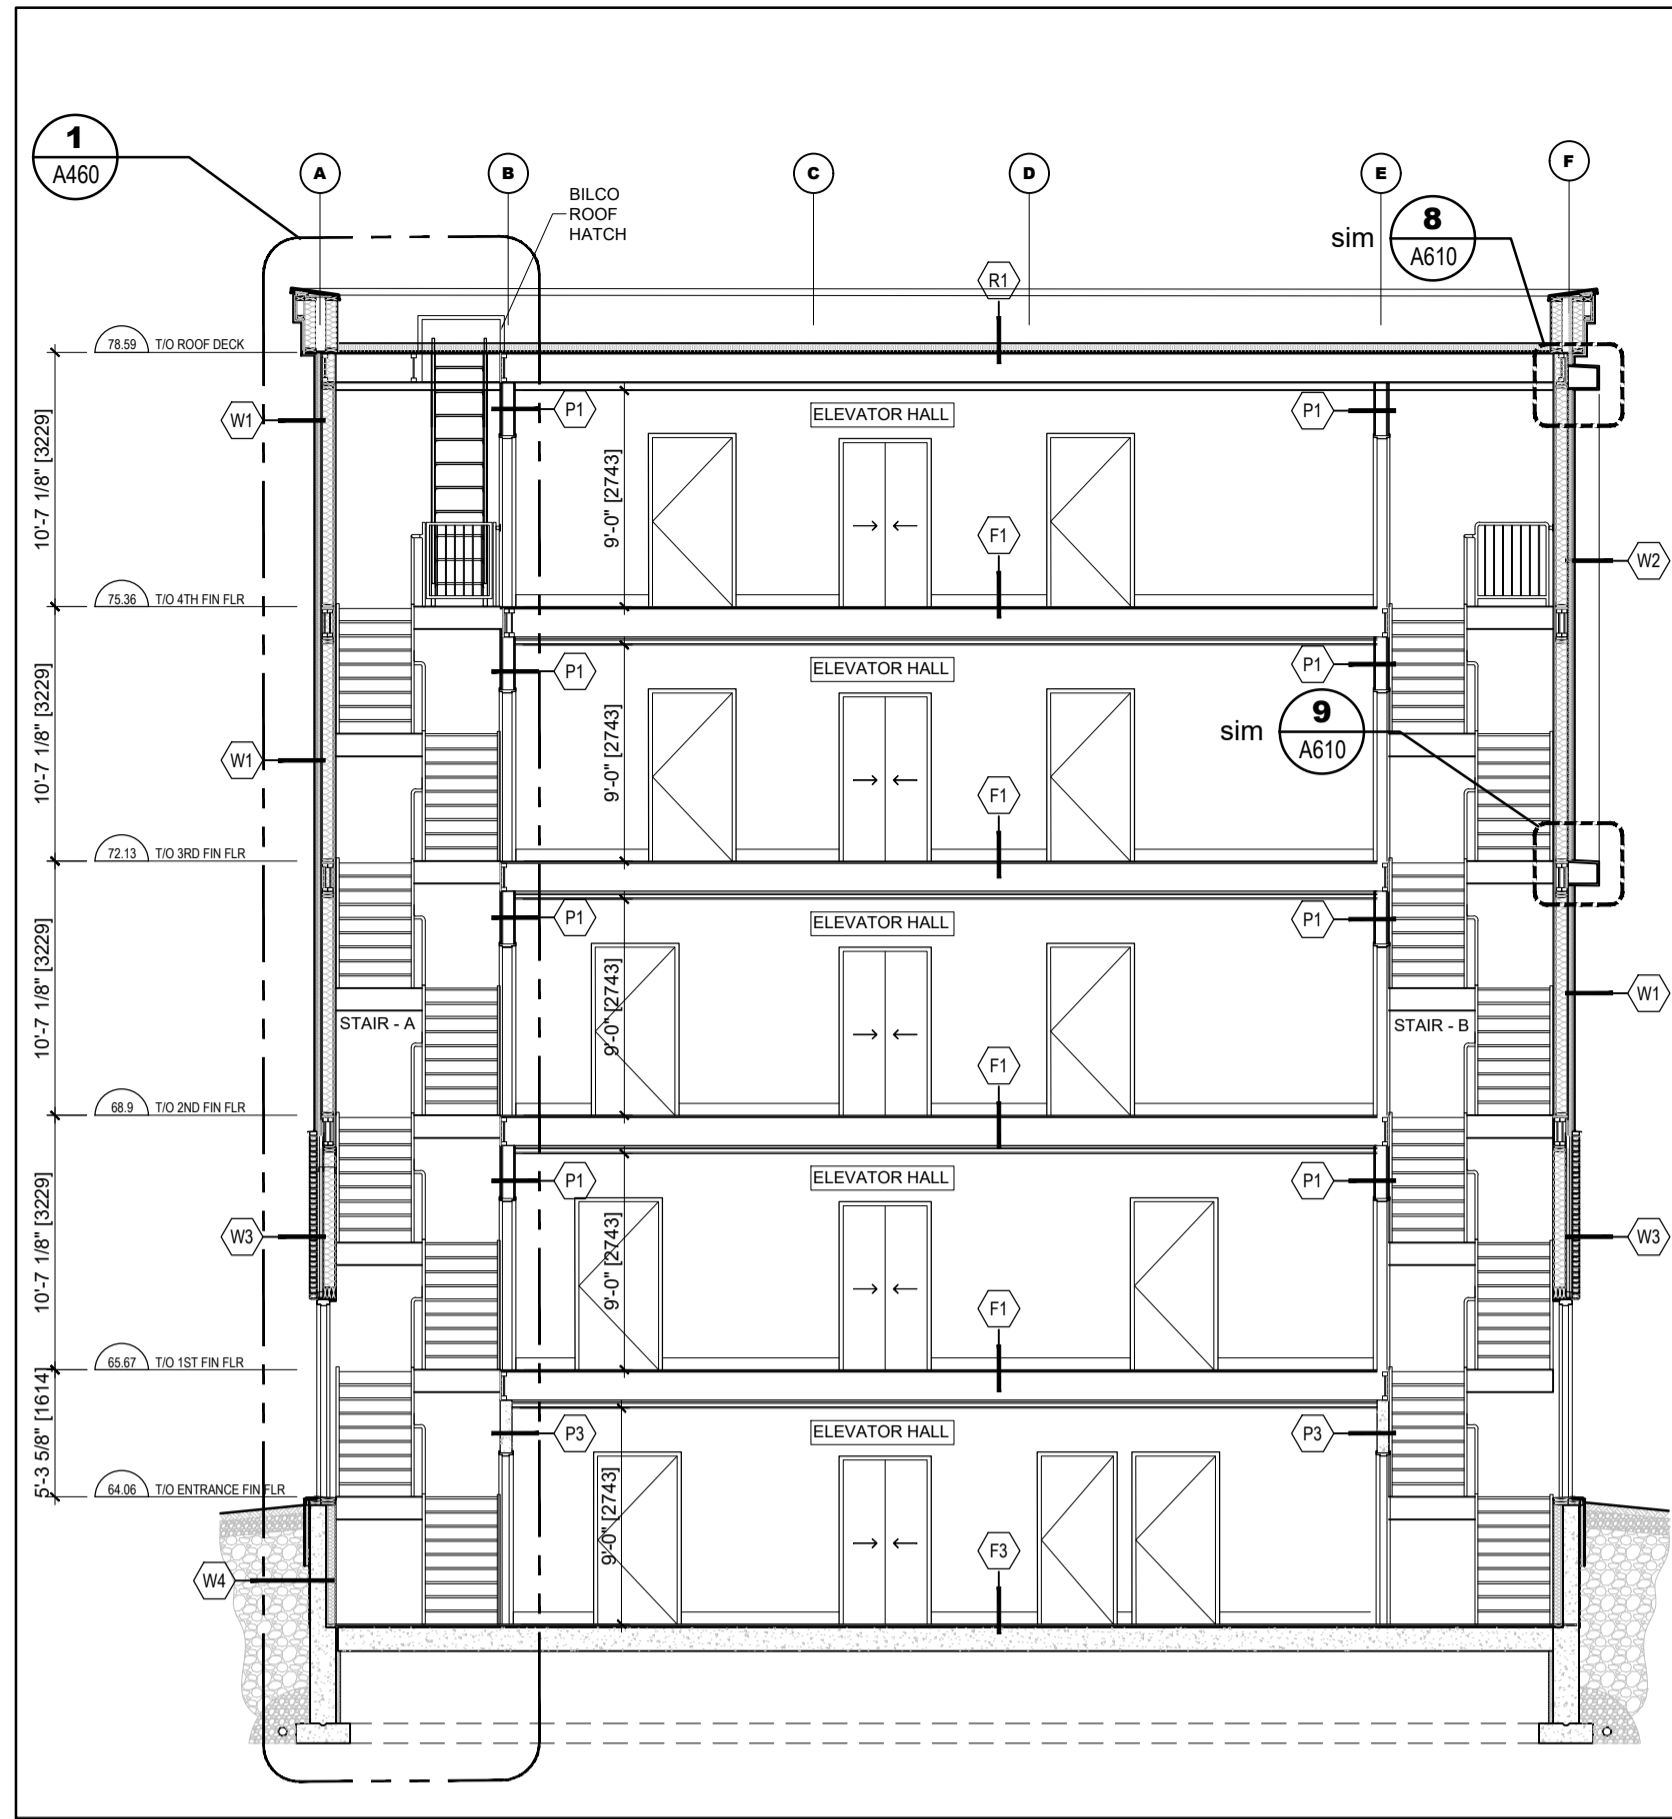 1
A460
A
B
C
D
E
F
BILCO
ROOF
HATCH
sim
8
A610
R1
78.59 T/O ROOF DECK
W1
P1
ELEVATOR HALL
P1
10'-7 1/8" [3229]
9'-0" [2743]
F1
W2
75.36 T/O 4TH FIN FLR
P1
ELEVATOR HALL
P1
10'-7 1/8" [3229]
9'-0" [2743]
sim
9
A610
W1
F1
72.13 T/O 3RD FIN FLR
P1
ELEVATOR HALL
P1
10'-7 1/8" [3229]
9'-0" [2743]
W1
STAIR - A
STAIR - B
F1
68.9 T/O 2ND FIN FLR
P1
ELEVATOR HALL
P1
10'-7 1/8" [3229]
9'-0" [2743]
W3
W3
F1
65.67 T/O 1ST FIN FLR
5'-3 5/8" [1614]
P3
ELEVATOR HALL
P3
64.06 T/O ENTRANCE FIN FLR
9'-0" [2743]
F3
W4